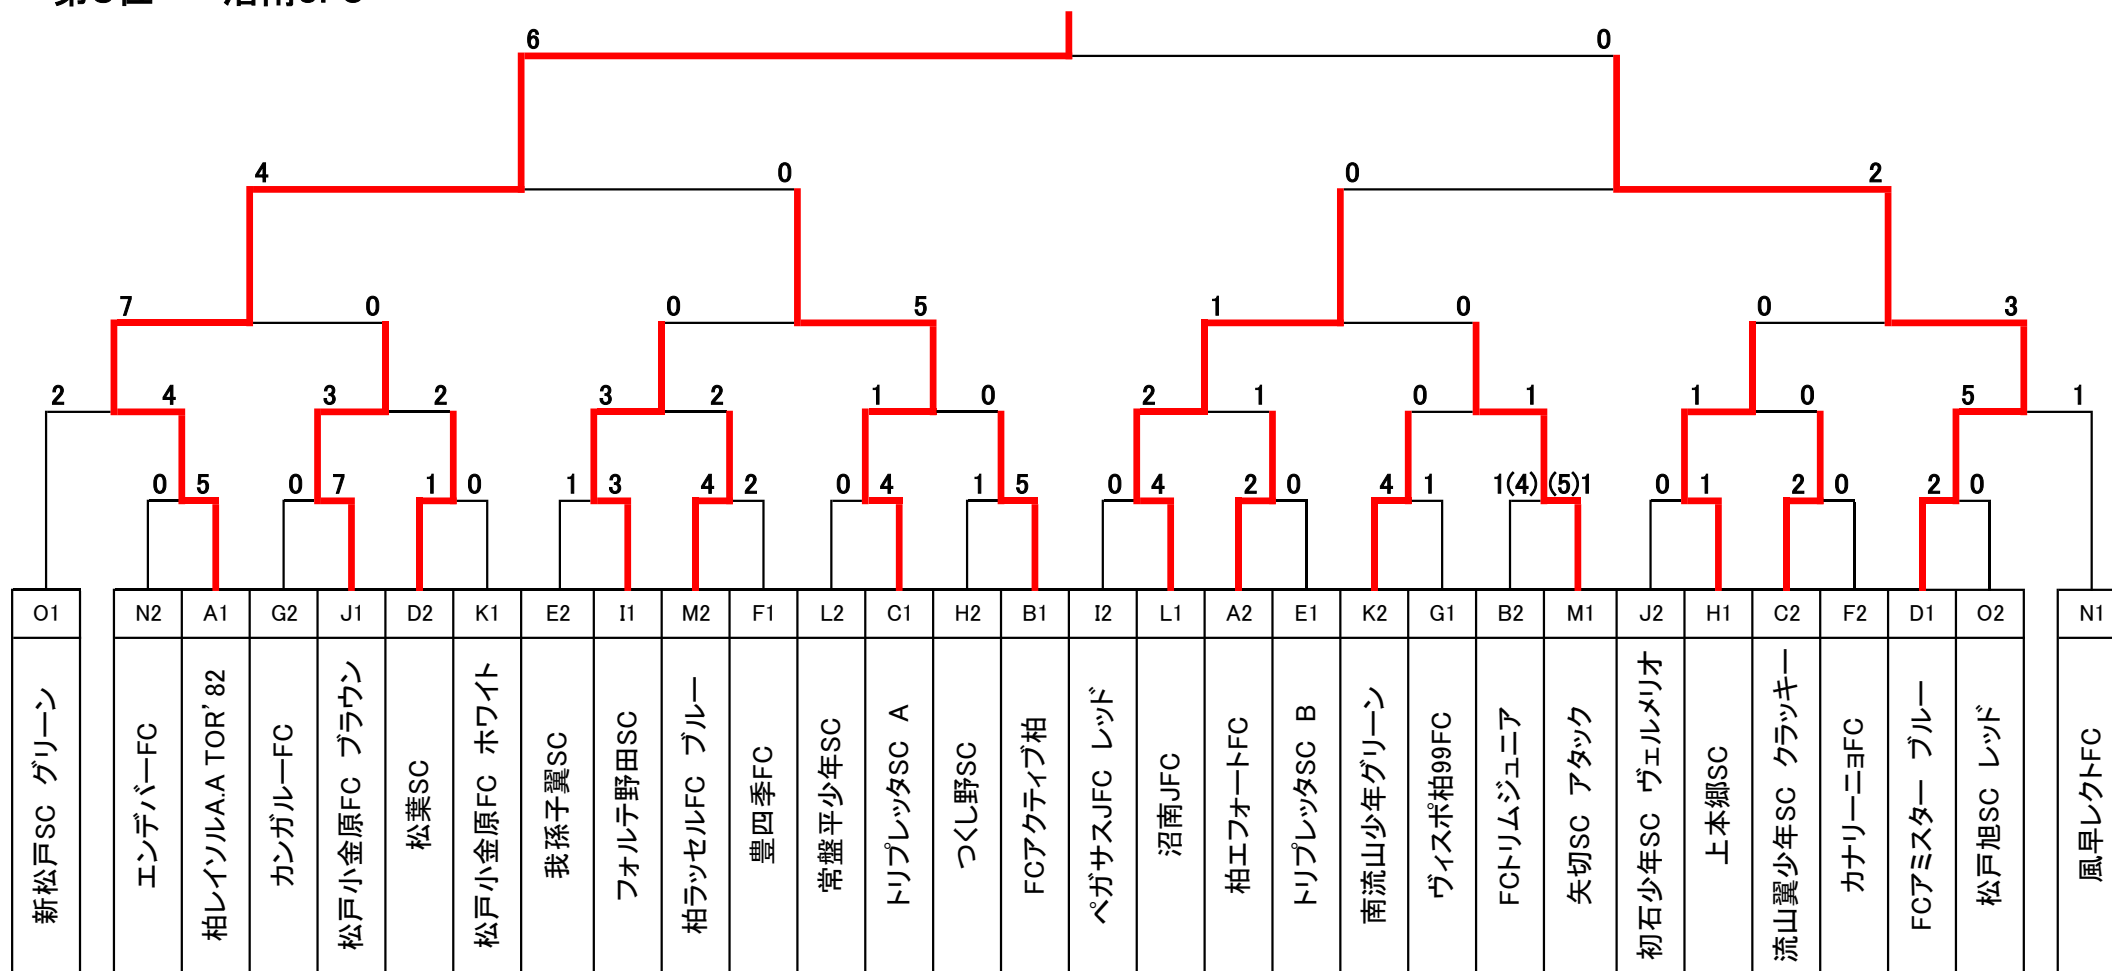 第3位 沼南JFC
6 0
4 0 0 2
7 0 0 5 1 0 0 3
2 4 3 2 3 2 1 0 2 1 0 1 1 0 5 1
0 5 0 7 1 0 1 3 4 2 0 4 1 5 0 4 2 0 4 1 1(4) (5)1 0 1 2 0 2 0
O1 N2 A1 G2 J1 D2 K1 E2 I1 M2 F1 L2 C1 H2 B1 I2 L1 A2 E1 K2 G1 B2 M1 J2 H1 C2 F2 D1 O2 N1
新松戸SC グリーン
エンデバーFC
柏レイソルA.A TOR'82
カンガルーFC
松戸小金原FC ブラウン
松葉SC
松戸小金原FC ホワイト
我孫子翼SC
フォルテ野田SC
柏ラッセルFC ブルー
豊四季FC
常盤平少年SC
トリプレッタSC A
つくし野SC
FCアクティブ柏
ペガサスJFC レッド
沼南JFC
柏エフォートFC
トリプレッタSC B
南流山少年グリーン
ヴィスポ柏99FC
FCトリムジュニア
矢切SC アタック
初石少年SC ヴェルメリオ
上本郷SC
流山翼少年SC クラッキー
カナリーニョFC
FCアミスター ブルー
松戸旭SC レッド
風早レクトFC